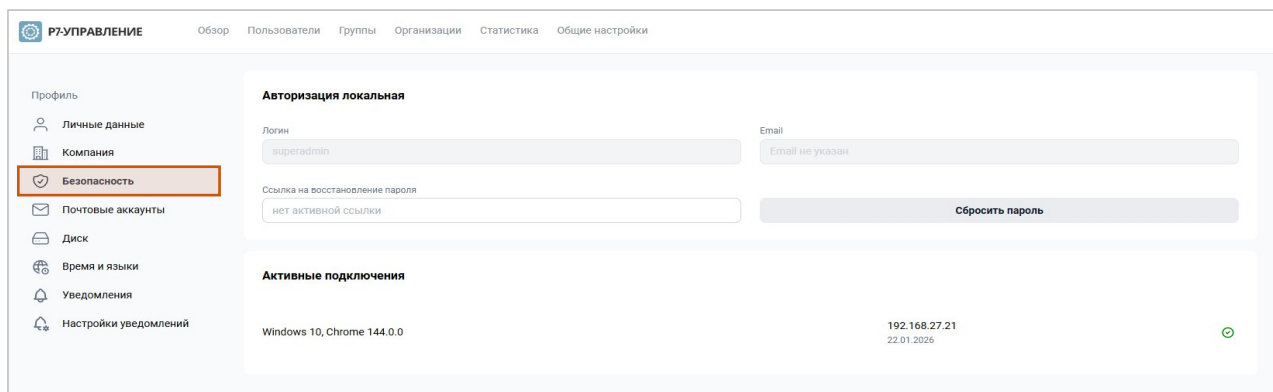 Р7-УПРАВЛЕНИЕ Обзор Пользователи Группы Организации Статистика Общие настройки
Профиль
Личные данные
Компания
Безопасность
Почтовые аккаунты
Диск
Время и языки
Уведомления
Настройки уведомлений
Авторизация локальная
Логин Email
superadmin Email не указан
Ссылка на восстановление пароля
нет активной ссылки Сбросить пароль
Активные подключения
Windows 10, Chrome 144.0.0 192.168.27.21
22.01.2026